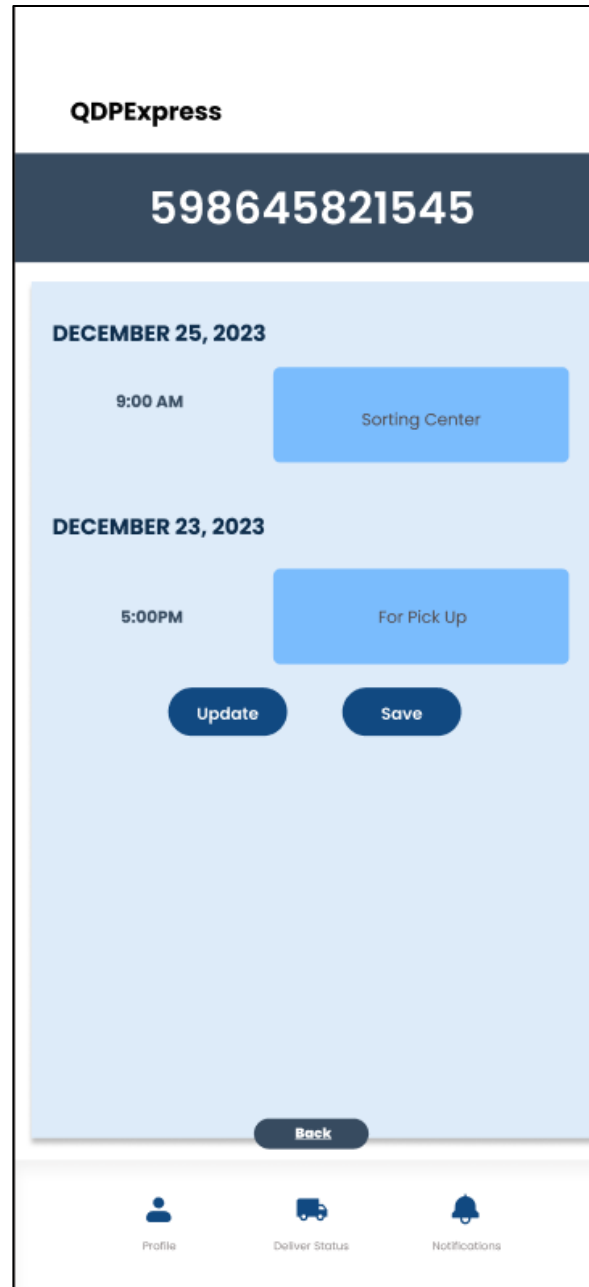 QDPExpress
598645821545
DECEMBER 25, 2023
9:00 AM
Sorting Center
DECEMBER 23, 2023
5:00PM
For Pick Up
Update
Save
Back
Profile
Deliver Status
Notifications